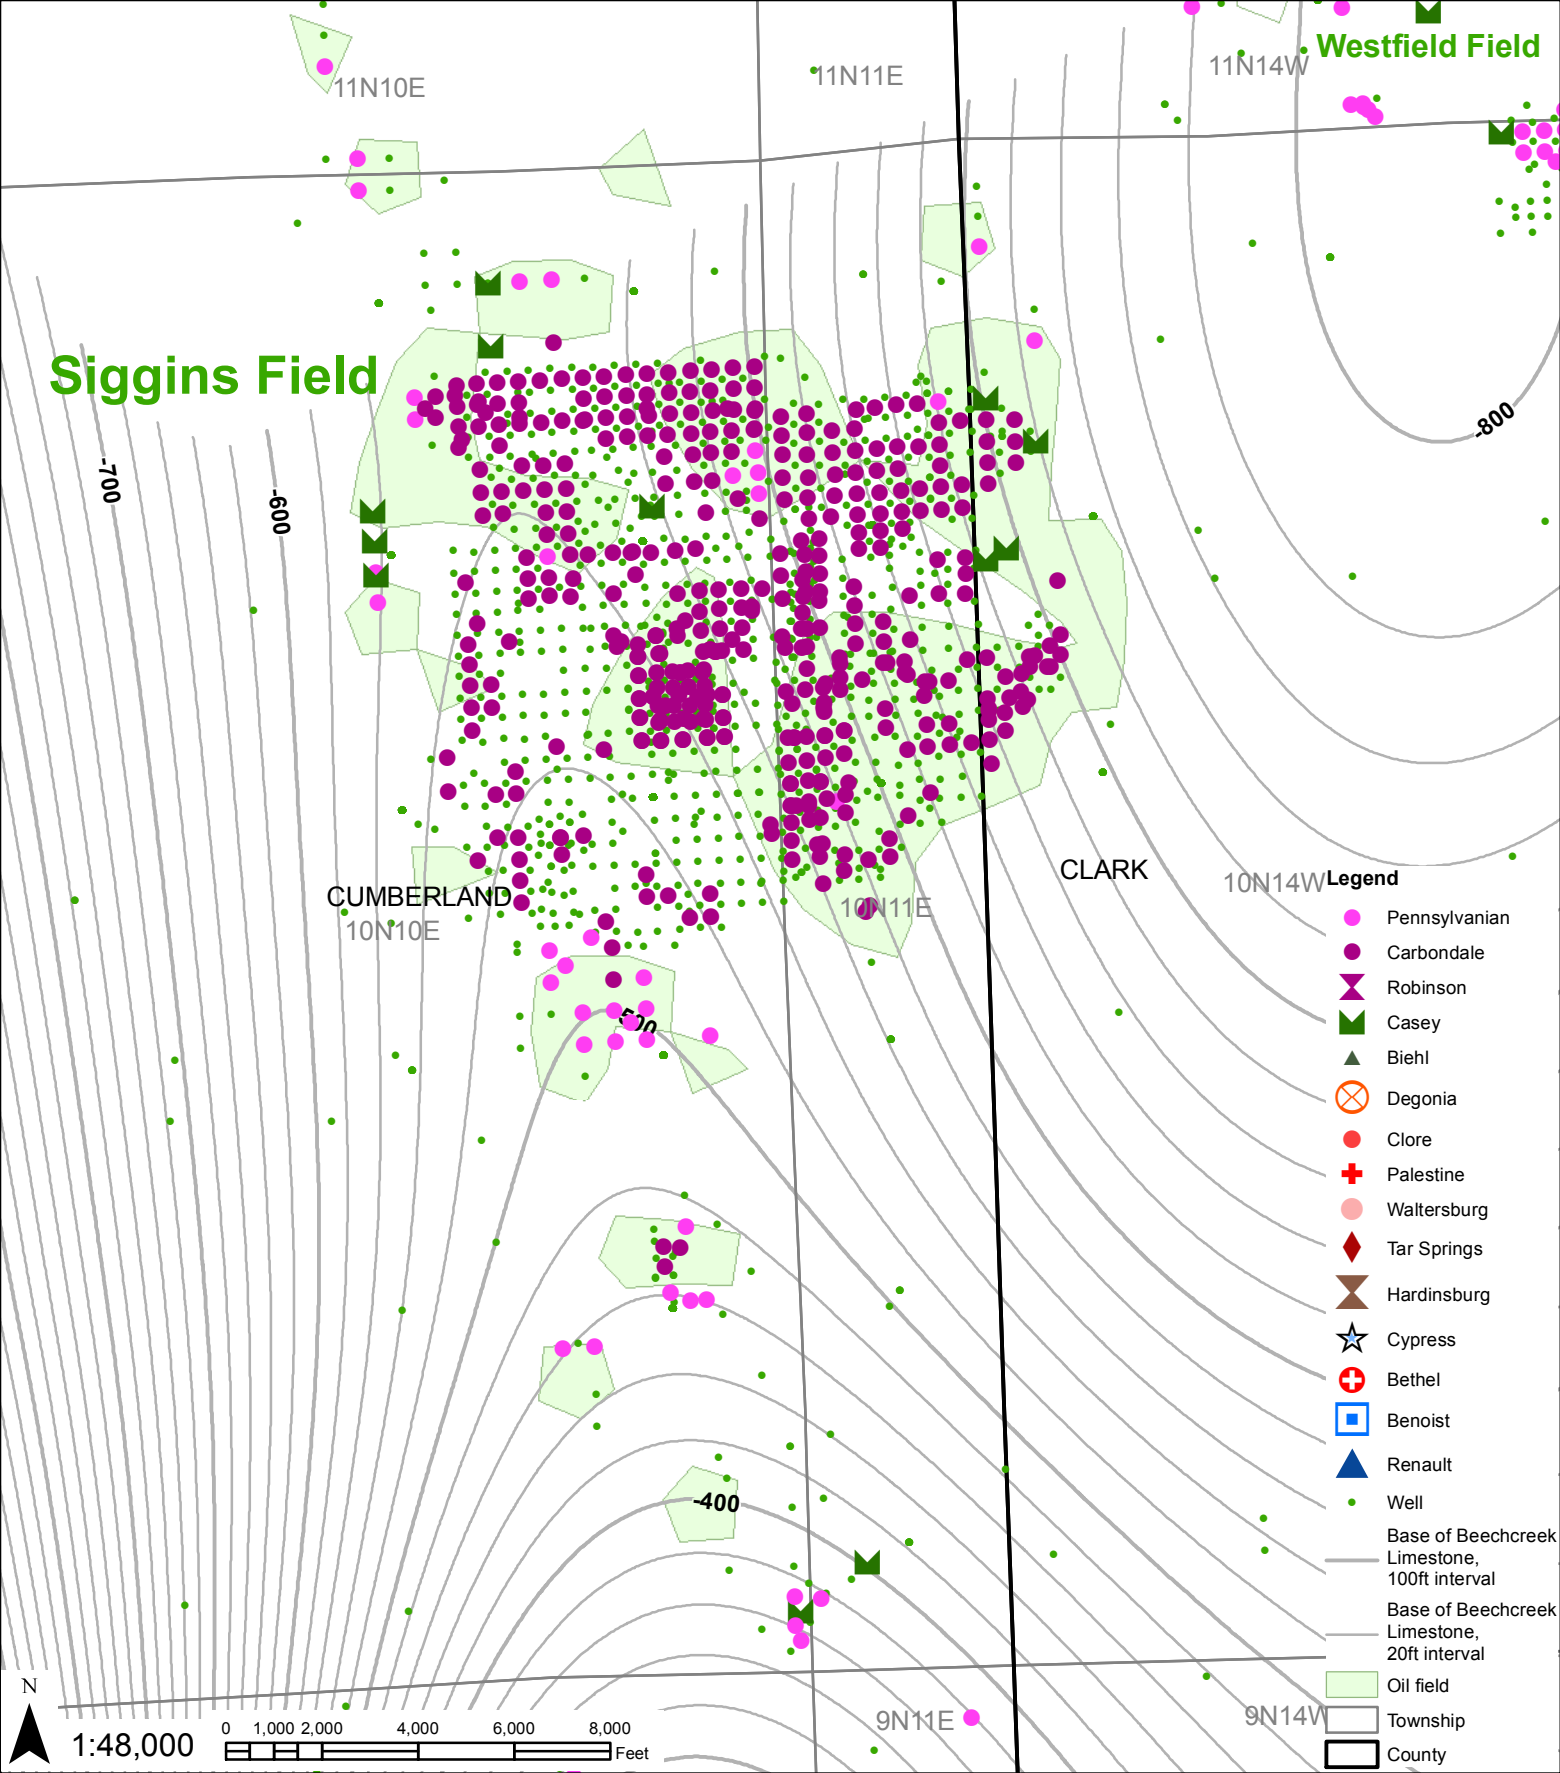 Westfield Field
11N14W
11N11E
11N10E
Siggins Field
-800
-700
-600
CLARK
10N14W
CUMBERLAND
10N11E
10N10E
-500
-400
9N11E
9N14W
Legend
Pennsylvanian
Carbondale
Robinson
Casey
Biehl
Degonia
Clore
Palestine
Waltersburg
Tar Springs
Hardinsburg
Cypress
Bethel
Benoist
Renault
Well
Base of Beechcreek
Limestone,
100ft interval
Base of Beechcreek
Limestone,
20ft interval
Oil field
Township
County
N
1:48,000
0 1,000 2,000 4,000 6,000 8,000
Feet